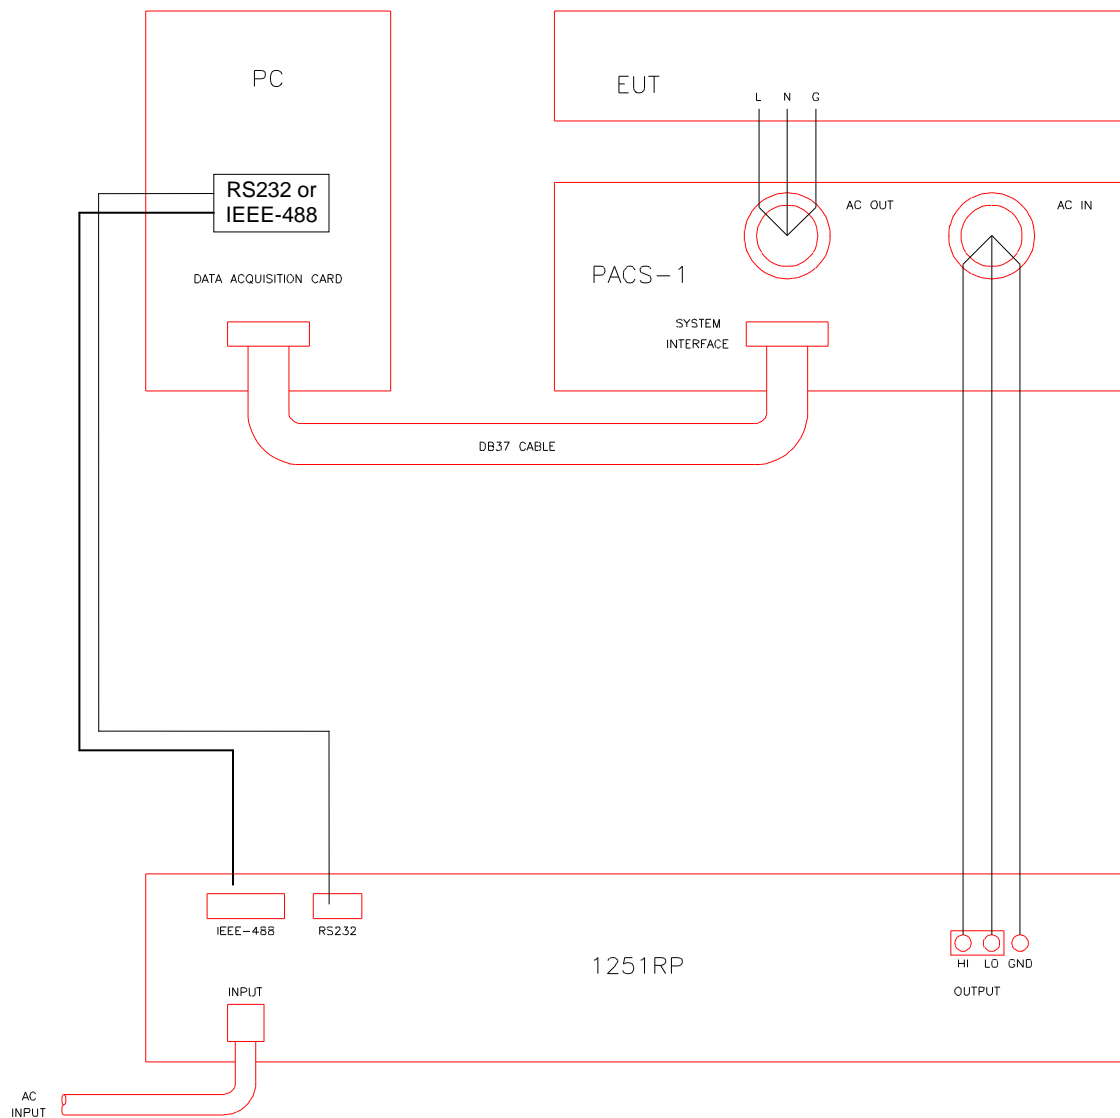 PC
EUT
L N G
RS232 or
IEEE-488
AC OUT
AC IN
DATA ACQUISITION CARD
PACS-1
SYSTEM
INTERFACE
DB37 CABLE
IEEE-488
RS232
1251RP
HI LO GND
OUTPUT
INPUT
AC
INPUT